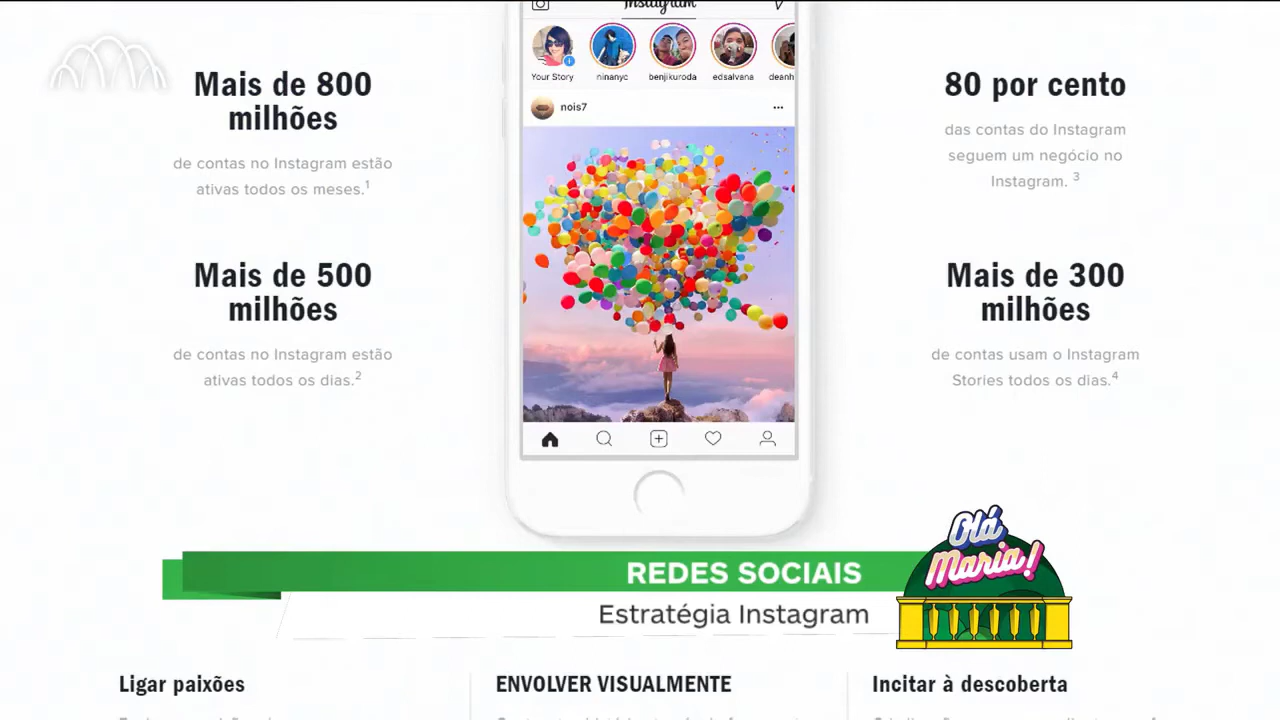 Mais de 800
milhões
de contas no Instagram estão
ativas todos os meses.1
Mais de 500
milhões
de contas no Instagram estão
ativas todos os dias.2
Instagram
Your Story
ninanyc
benjikuroda
edsalvana
deanh
nois7
80 por cento
das contas do Instagram
seguem um negócio no
Instagram. 3
Mais de 300
milhões
de contas usam o Instagram
Stories todos os dias.4
REDES SOCIAIS
Estratégia Instagram
Olá
Maria!
Ligar paixões
ENVOLVER VISUALMENTE
Incitar à descoberta